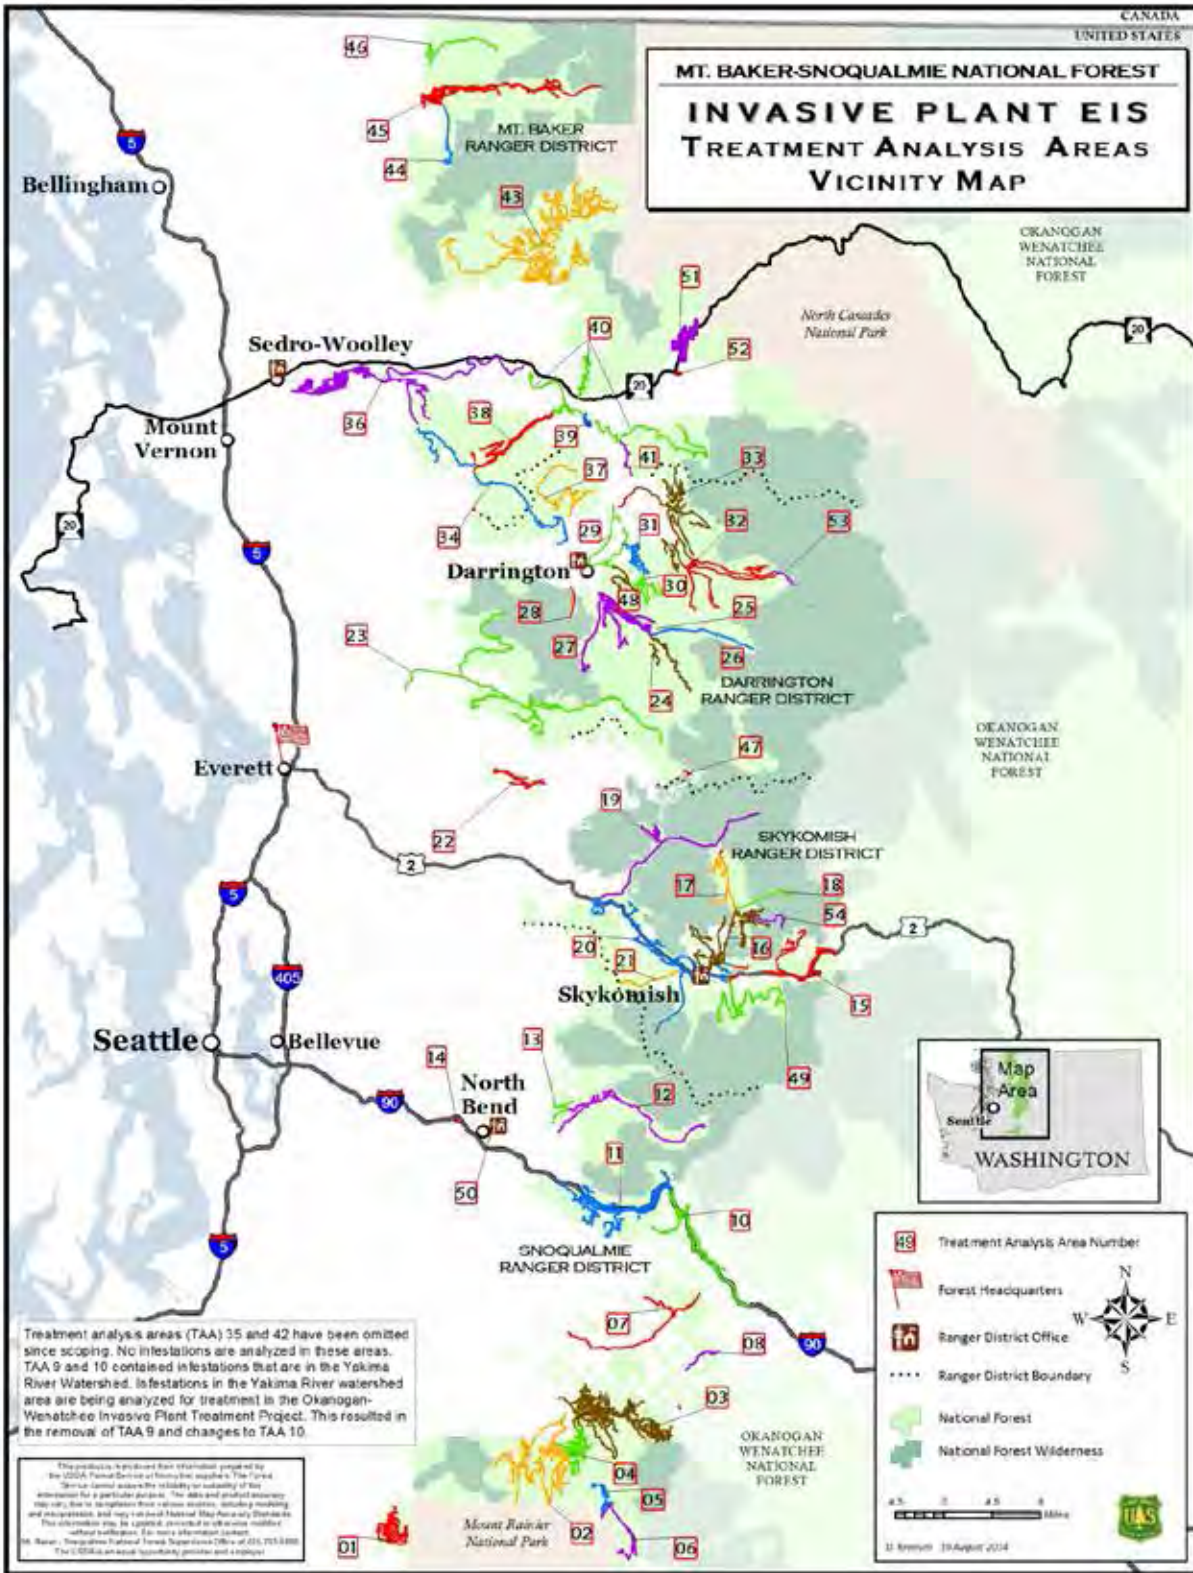 CANADA
UNITED STATES
MT. BAKER-SNOQUALMIE NATIONAL FOREST
INVASIVE PLANT EIS
TREATMENT ANALYSIS AREAS
VICINITY MAP
46
45
44
MT. BAKER
RANGER DISTRICT
43
5
Bellingham
OKANOGAN
WENATCHEE
NATIONAL
FOREST
51
North Cascades
National Park
20
40
52
20
Sedro-Woolley
36
38
Mount
Vernon
39
41
33
37
20
34
5
29
31
32
53
Darrington
30
48
28
25
23
27
26
24
DARRINGTON
RANGER DISTRICT
OKANOGAN
WENATCHEE
NATIONAL
FOREST
47
Everett
19
22
2
SKYKOMISH
RANGER DISTRICT
17
18
5
54
2
20
16
21
405
Skykomish
15
Seattle
Bellevue
13
14
49
12
North
Bend
90
11
50
10
SNOQUALMIE
RANGER DISTRICT
5
07
08
90
03
OKANOGAN
WENATCHEE
NATIONAL
FOREST
04
05
02
06
01
Mount Rainier
National Park
Map
Area
Seattle
WASHINGTON
49 Treatment Analysis Area Number
Forest Headquarters
Ranger District Office
Ranger District Boundary
National Forest
National Forest Wilderness
N
W E
S
Miles
UAS
19 August 2014
Treatment analysis areas (TAA) 35 and 42 have been omitted
since scoping. No infestations are analyzed in these areas.
TAA 9 and 10 contained infestations that are in the Yakima
River Watershed. Infestations in the Yakima River watershed
area are being analyzed for treatment in the Okanogan-
Wenatchee Invasive Plant Treatment Project. This resulted in
the removal of TAA 9 and changes to TAA 10.